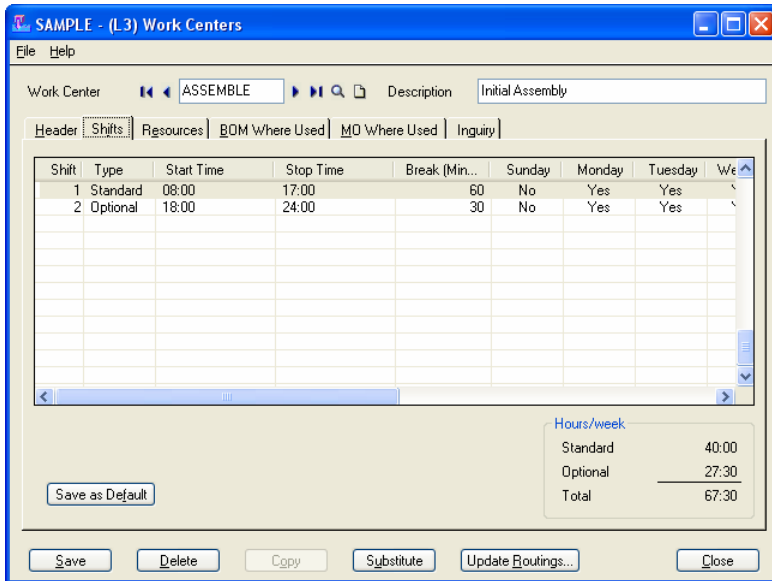 SAMPLE - (L3) Work Centers
File Help
Work Center ASSEMBLE Description Initial Assembly
Header Shifts Resources BOM Where Used MO Where Used Inguiry
Shift Type Start Time Stop Time Break (Min... Sunday Monday Tuesday We
1 Standard 08:00 17:00 60 No Yes Yes
2 Optional 18:00 24:00 30 No Yes Yes
Hours/week
Standard 40:00
Optional 27:30
Total 67:30
Save as Default
Save Delete Copy Substitute Update Routings... Close